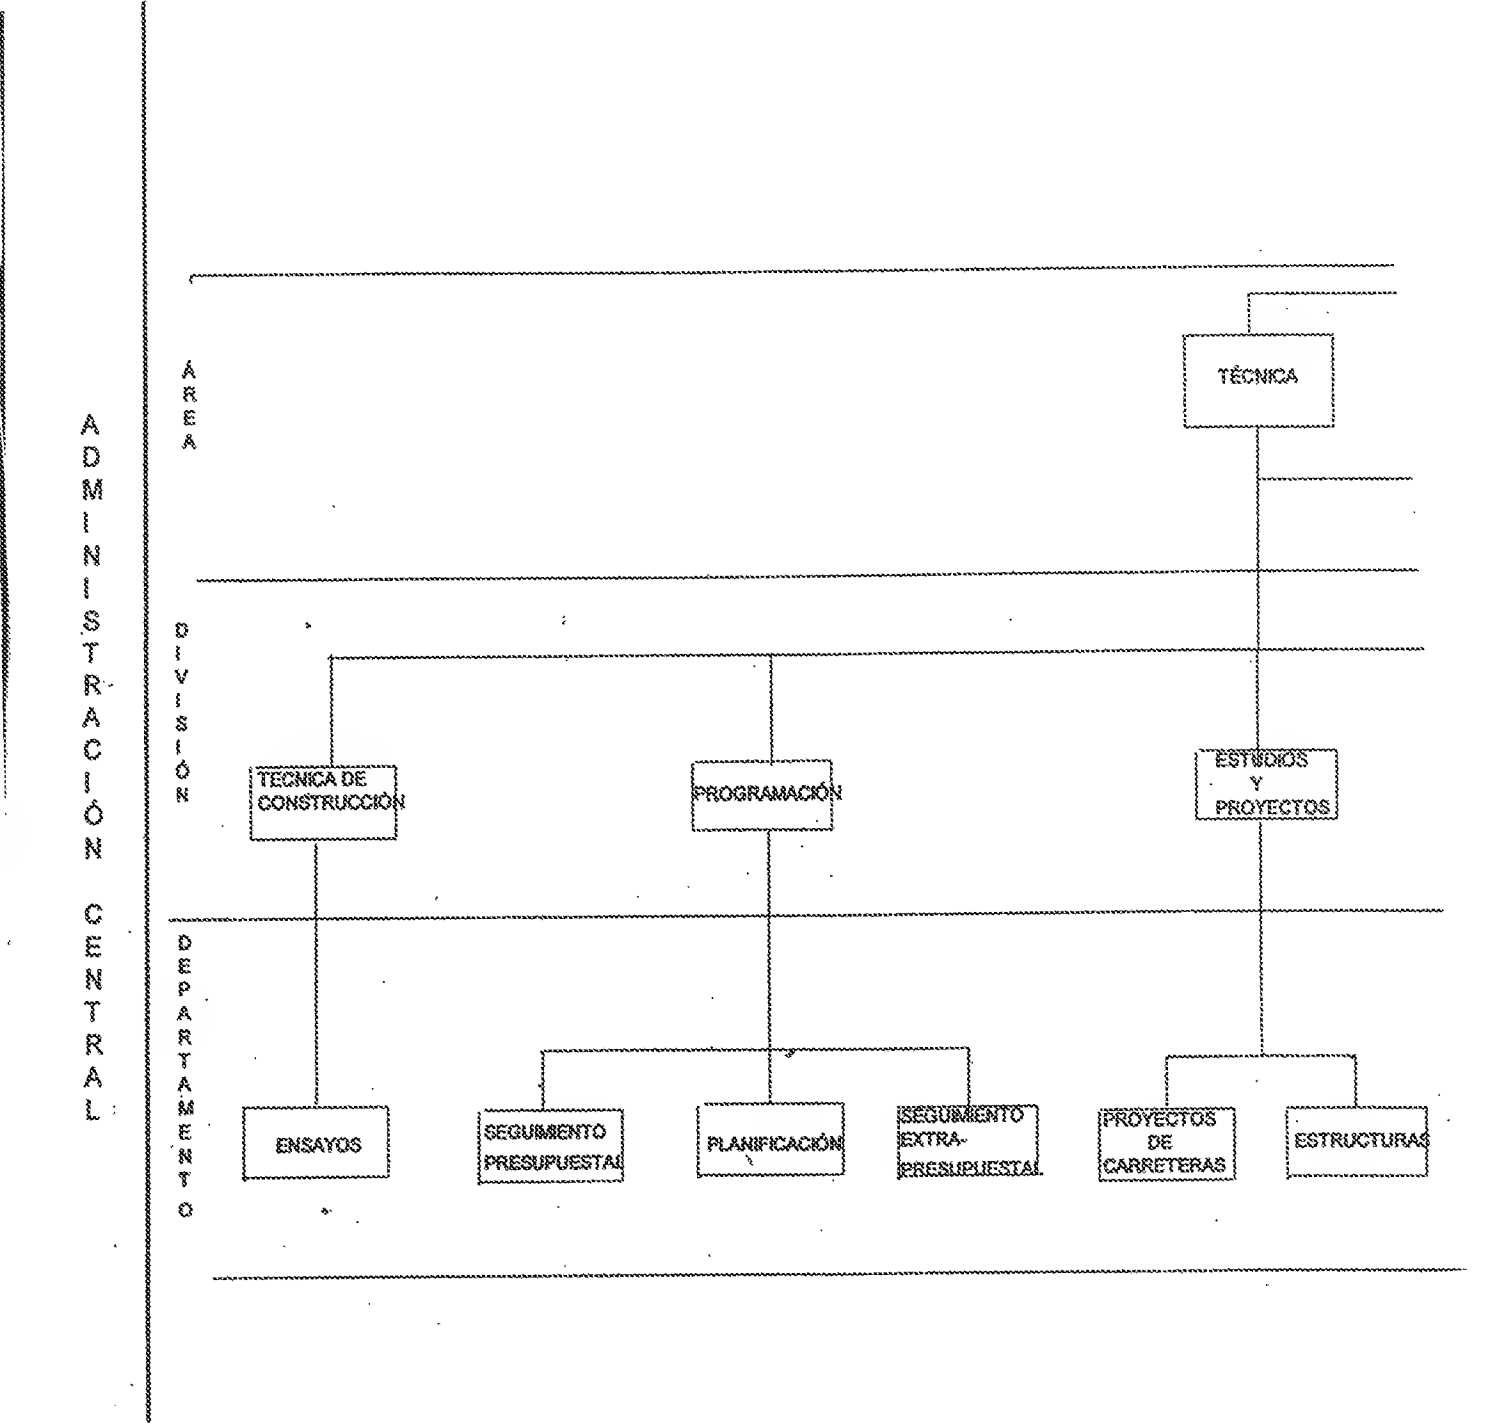 ADMINISTRACIÓN CENTRAL
ÁREA
TÉCNICA
DIVISIÓN
TECNICA DE
CONSTRUCCIÓN
PROGRAMACIÓN
ESTUDIOS
Y
PROYECTOS
DEPARTAMENTO
ENSAYOS
SEGUIMIENTO
PRESUPUESTAL
PLANIFICACIÓN
SEGUIMIENTO
EXTRA-
PRESUPUESTAL
PROYECTOS
DE
CARRETERAS
ESTRUCTURAS